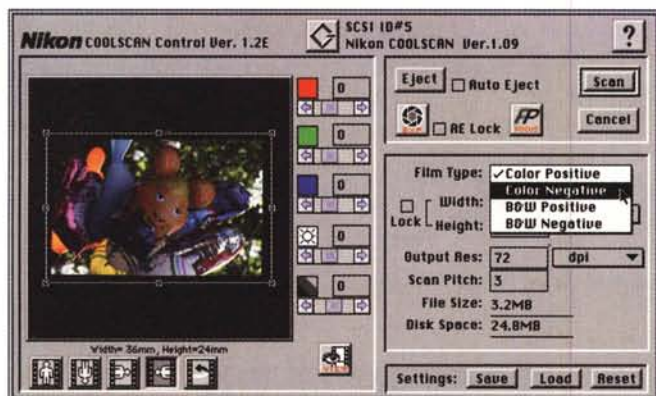 Nikon COOLSCAN Control Ver. 1.2E
SCSI ID#5
Nikon COOLSCAN Ver.1.09
?
0
0
0
0
0
Width= 36mm, Height=24mm
VIEW
Eject
Auto Eject
Scan
AE Lock
FP
Cancel
Film Type:
✓Color Positive
Color Negative
B&W Positive
B&W Negative
Lock
Width:
Height:
Output Res: 72 dpi
Scan Pitch: 3
File Size: 3.2MB
Disk Space: 24.8MB
Settings: Save Load Reset